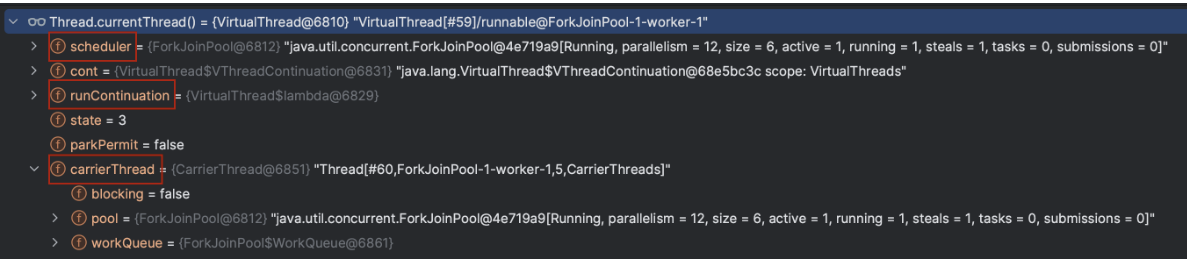 Thread.currentThread() = {VirtualThread@6810} "VirtualThread[#59]/runnable@ForkJoinPool-1-worker-1"
scheduler = {ForkJoinPool@6812} "java.util.concurrent.ForkJoinPool@4e719a9[Running, parallelism = 12, size = 6, active = 1, running = 1, steals = 1, tasks = 0, submissions = 0]"
cont = {VirtualThread$VThreadContinuation@6831} "java.lang.VirtualThread$VThreadContinuation@68e5bc3c scope: VirtualThreads"
runContinuation = {VirtualThread$lambda@6829}
state = 3
parkPermit = false
carrierThread = {CarrierThread@6851} "Thread[#60,ForkJoinPool-1-worker-1,5,CarrierThreads]"
blocking = false
pool = {ForkJoinPool@6812} "java.util.concurrent.ForkJoinPool@4e719a9[Running, parallelism = 12, size = 6, active = 1, running = 1, steals = 1, tasks = 0, submissions = 0]"
workQueue = {ForkJoinPool$WorkQueue@6861}